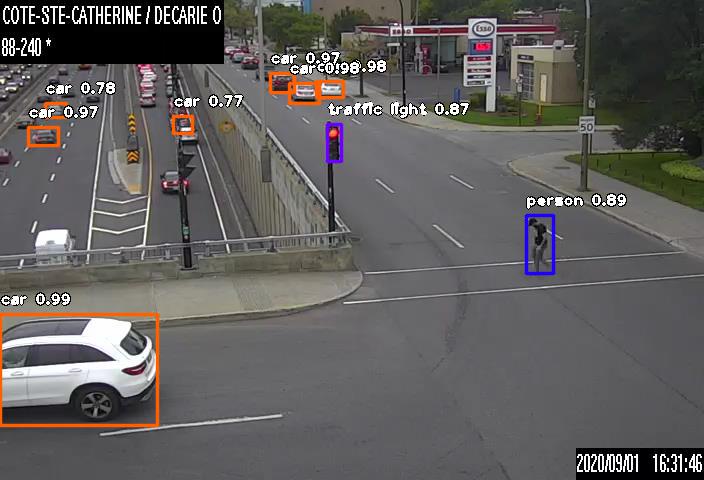 COTE-STE-CATHERINE / DECARIE O
88-240 *
car 0.97
car 0.98
0.98
car 0.78
car 0.97
car 0.77
traffic light 0.87
Esso
50
person 0.89
car 0.99
2020/09/01 16:31:46